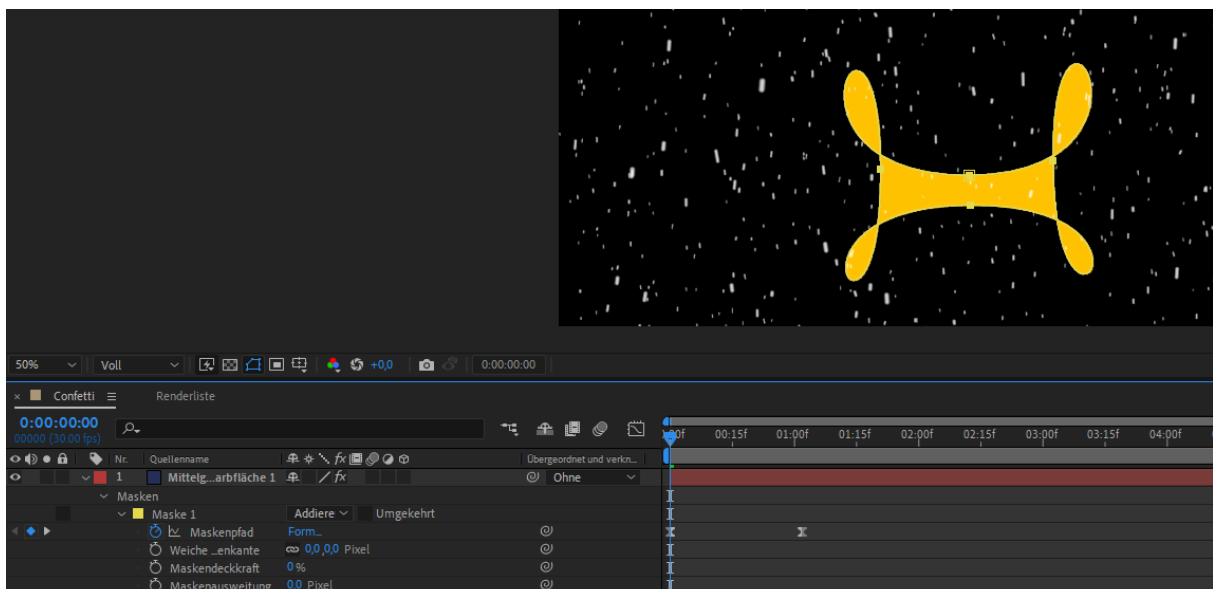 50% Voll +0,0 0:00:00:00
× Confetti Renderliste
0:00:00:00
00000 (30.00 fps)
00f 00:15f 01:00f 01:15f 02:00f 02:15f 03:00f 03:15f 04:00f
Nr. Quellenname fx Übergeordnet und verkn...
1 Mittelg...arbfläche 1 fx Ohne
Masken
Maske 1 Addiere Umgekehrt
Maskenpfad Form...
Weiche ...enkante 0,0,0,0 Pixel
Maskendeckkraft 0%
Maskenausweitung 0,0 Pixel